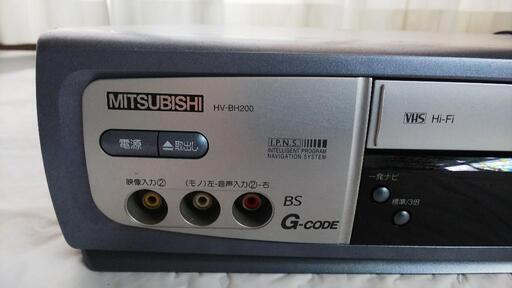 MITSUBISHI HV-BH200
VHS Hi-Fi
電源 ▲取出し
I.P.N.S.
INTELLIGENT PROGRAM
NAVIGATION SYSTEM
一発ナビ
映像入力② (モノ)左-音声入力②-右
BS
標準/3倍
G-CODE